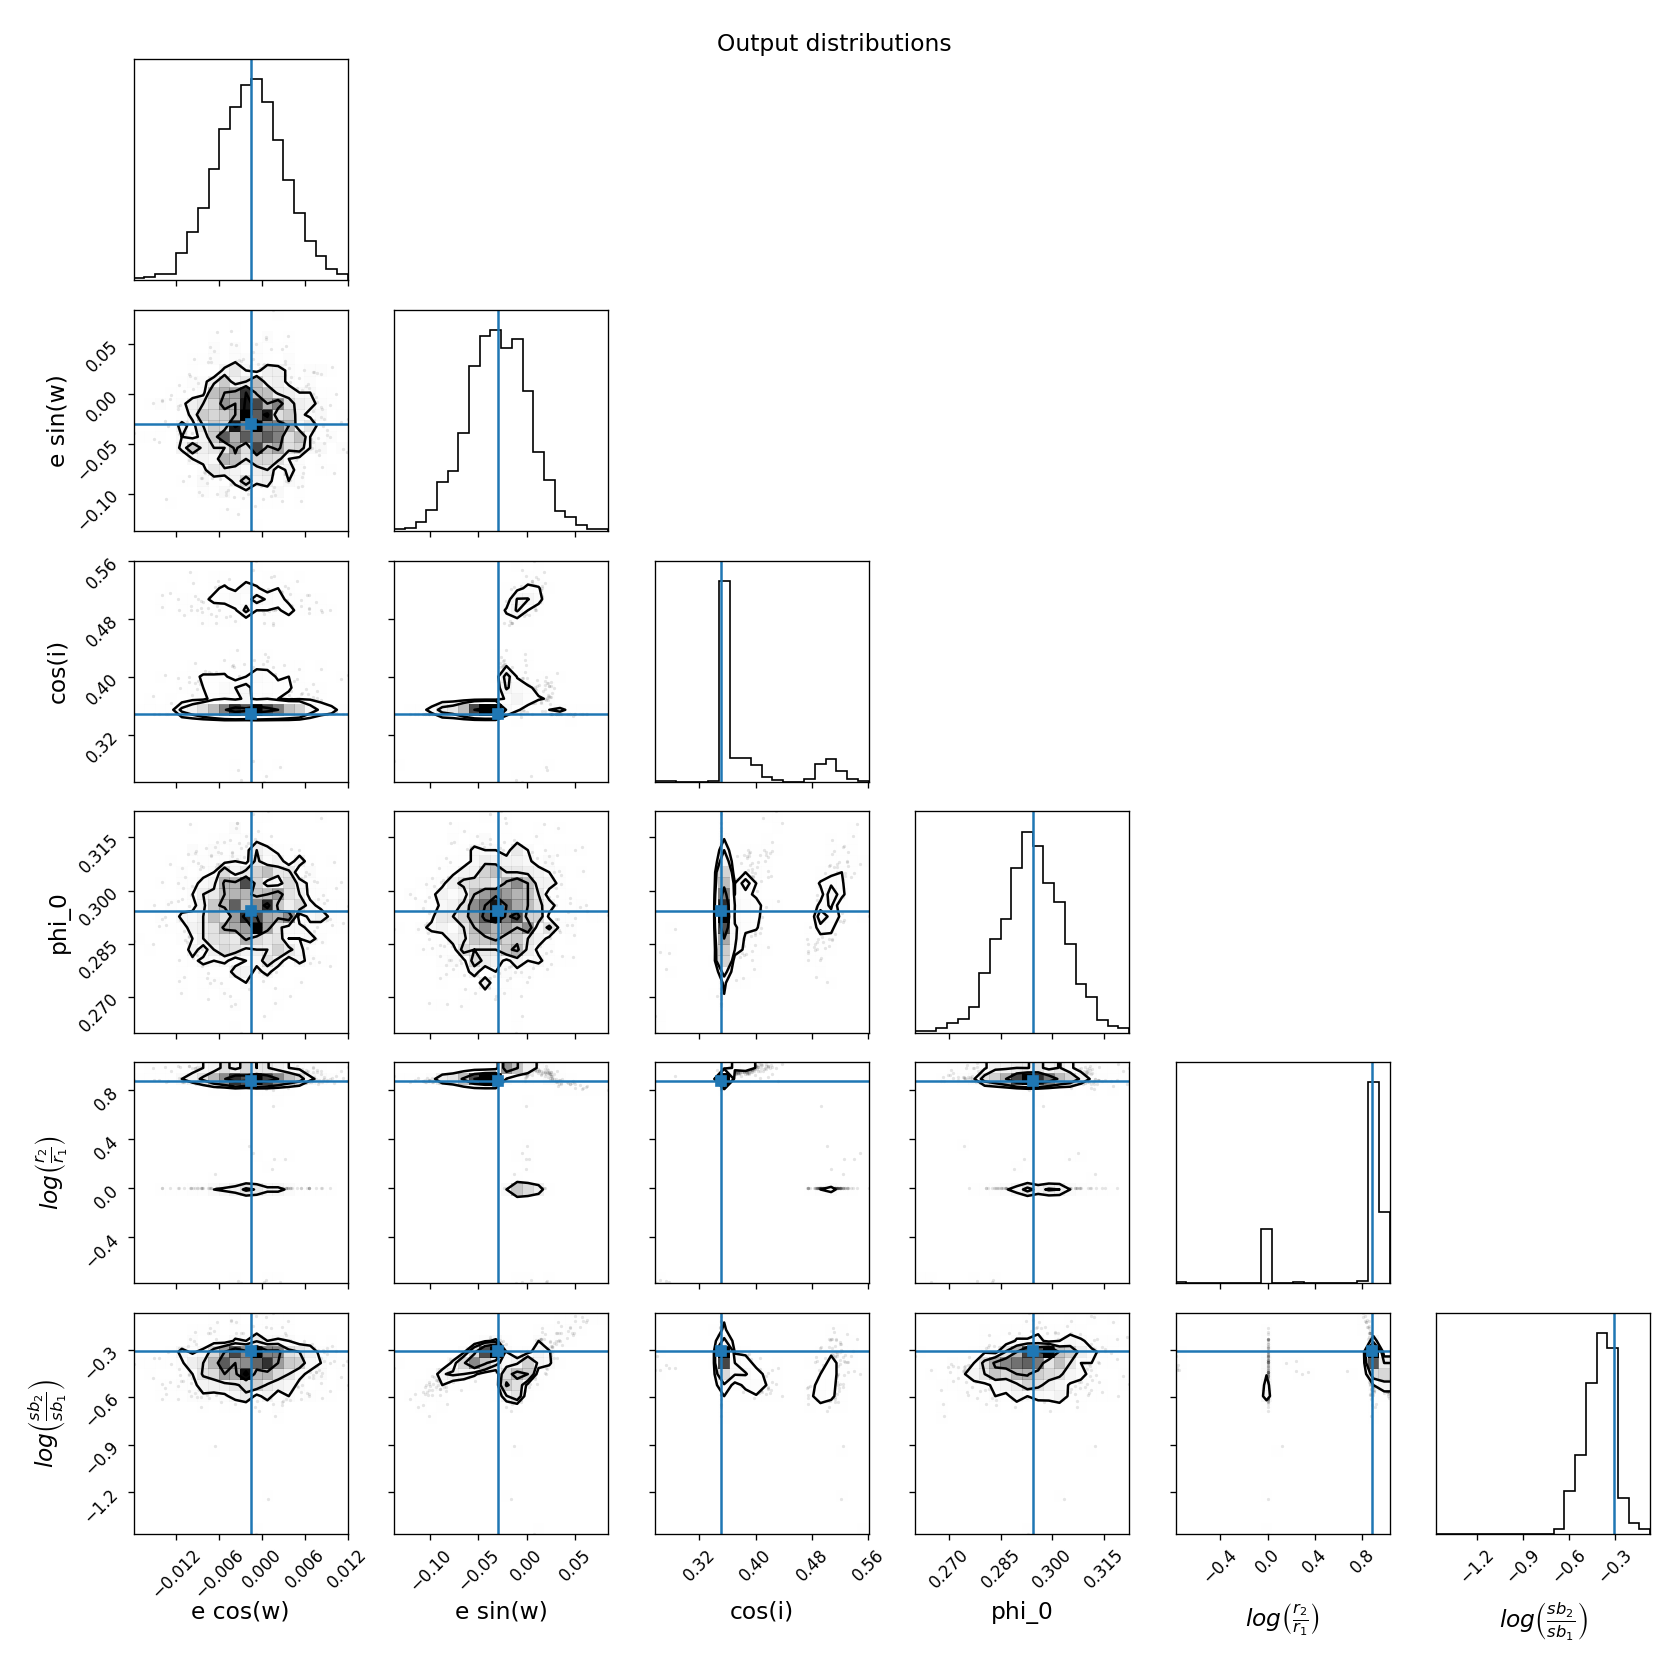 Output distributions
0.05
0.00
−0.05
−0.10
e sin(w)
0.56
0.48
0.40
0.32
cos(i)
0.315
0.300
0.285
0.270
phi_0
0.8
0.4
0.0
−0.4
log(r₂/r₁)
−0.3
−0.6
−0.9
−1.2
log(sb₂/sb₁)
−0.012 −0.006 0.000 0.006 0.012 −0.10 −0.05 0.00 0.05 0.32 0.40 0.48 0.56 0.270 0.285 0.300 0.315 −0.4 0.0 0.4 0.8 −1.2 −0.9 −0.6 −0.3
e cos(w) e sin(w) cos(i) phi_0 log(r₂/r₁) log(sb₂/sb₁)